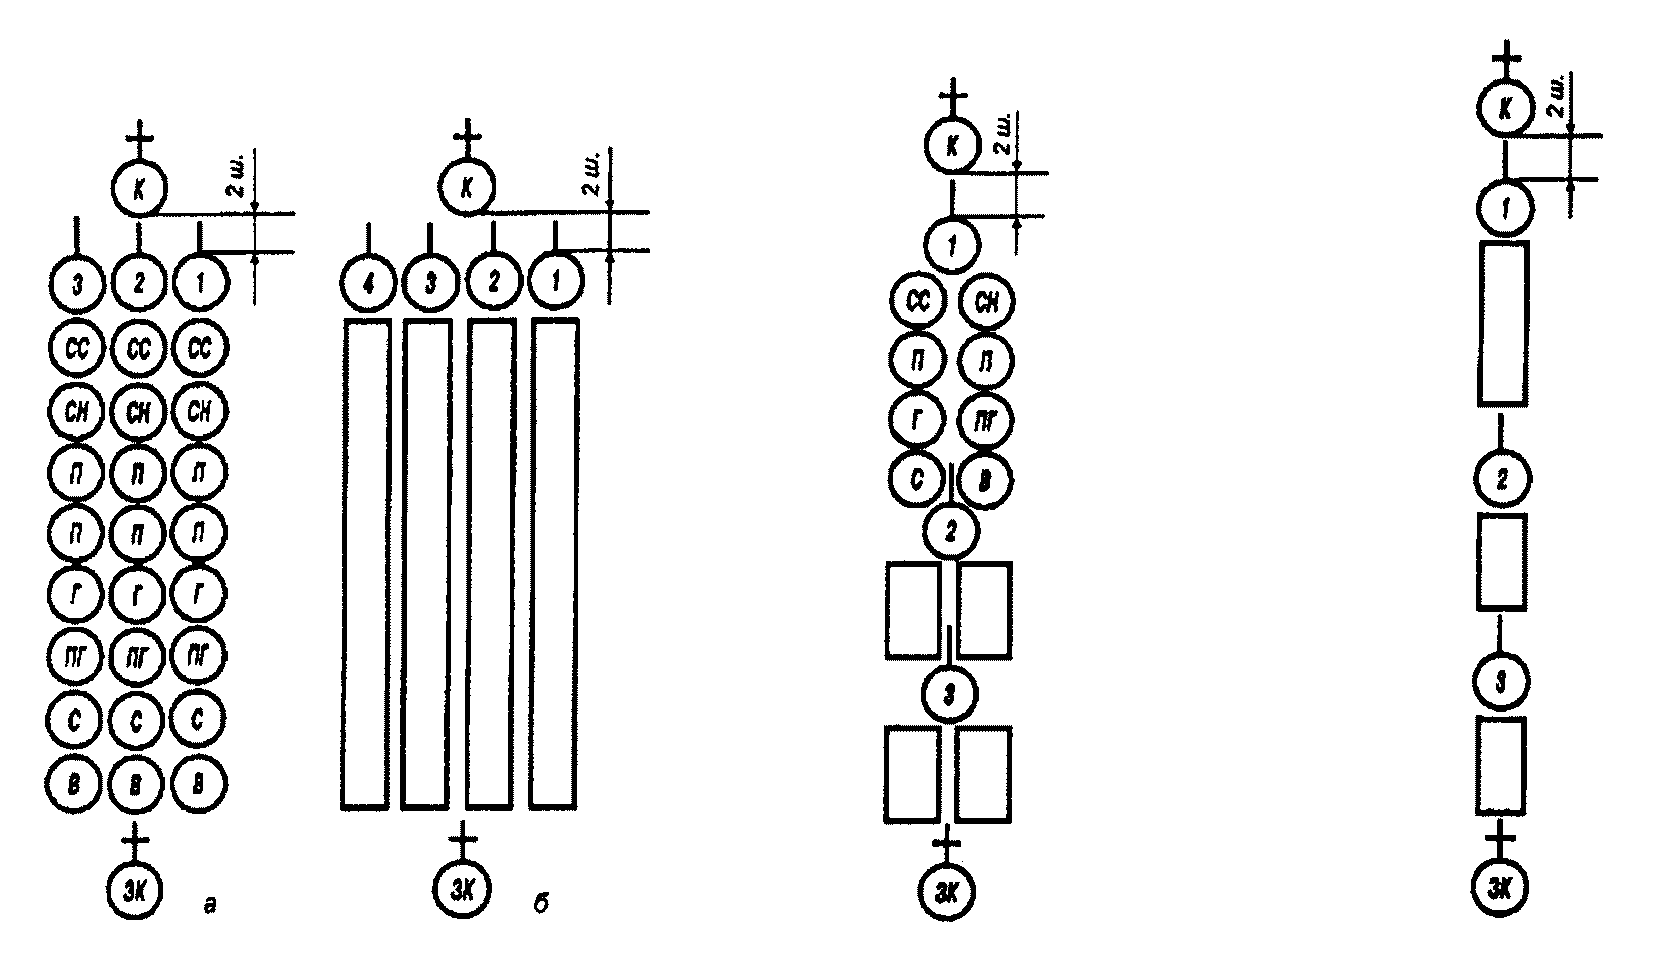 К
2 ш.
3 2 1
СС СС СС
СН СН СН
П П П
П П П
Г Г Г
ПГ ПГ ПГ
С С С
В В В
ЗК
а
К
2 ш.
4 3 2 1
ЗК
б
К
2 ш.
1
СС СН
П П
Г ПГ
С В
2
3
ЗК
К
2 ш.
1
2
3
ЗК